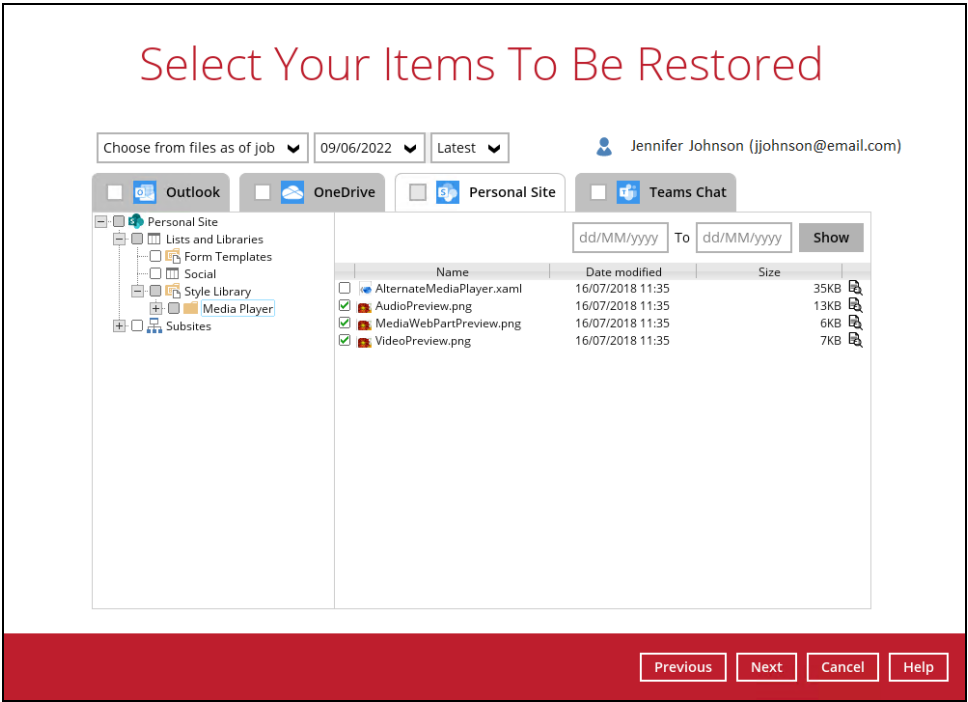 Select Your Items To Be Restored
Choose from files as of job 09/06/2022 Latest Jennifer Johnson (jjohnson@email.com)
Outlook OneDrive Personal Site Teams Chat
Personal Site
Lists and Libraries
Form Templates
Social
Style Library
Media Player
Subsites
dd/MM/yyyy To dd/MM/yyyy Show
Name Date modified Size
AlternateMediaPlayer.xaml 16/07/2018 11:35 35KB
AudioPreview.png 16/07/2018 11:35 13KB
MediaWebPartPreview.png 16/07/2018 11:35 6KB
VideoPreview.png 16/07/2018 11:35 7KB
Previous Next Cancel Help